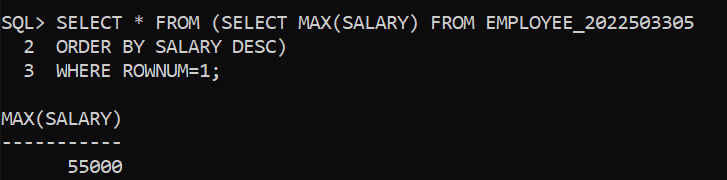 SQL> SELECT * FROM (SELECT MAX(SALARY) FROM EMPLOYEE_2022503305
2 ORDER BY SALARY DESC)
3 WHERE ROWNUM=1;
MAX(SALARY)
-----------
55000